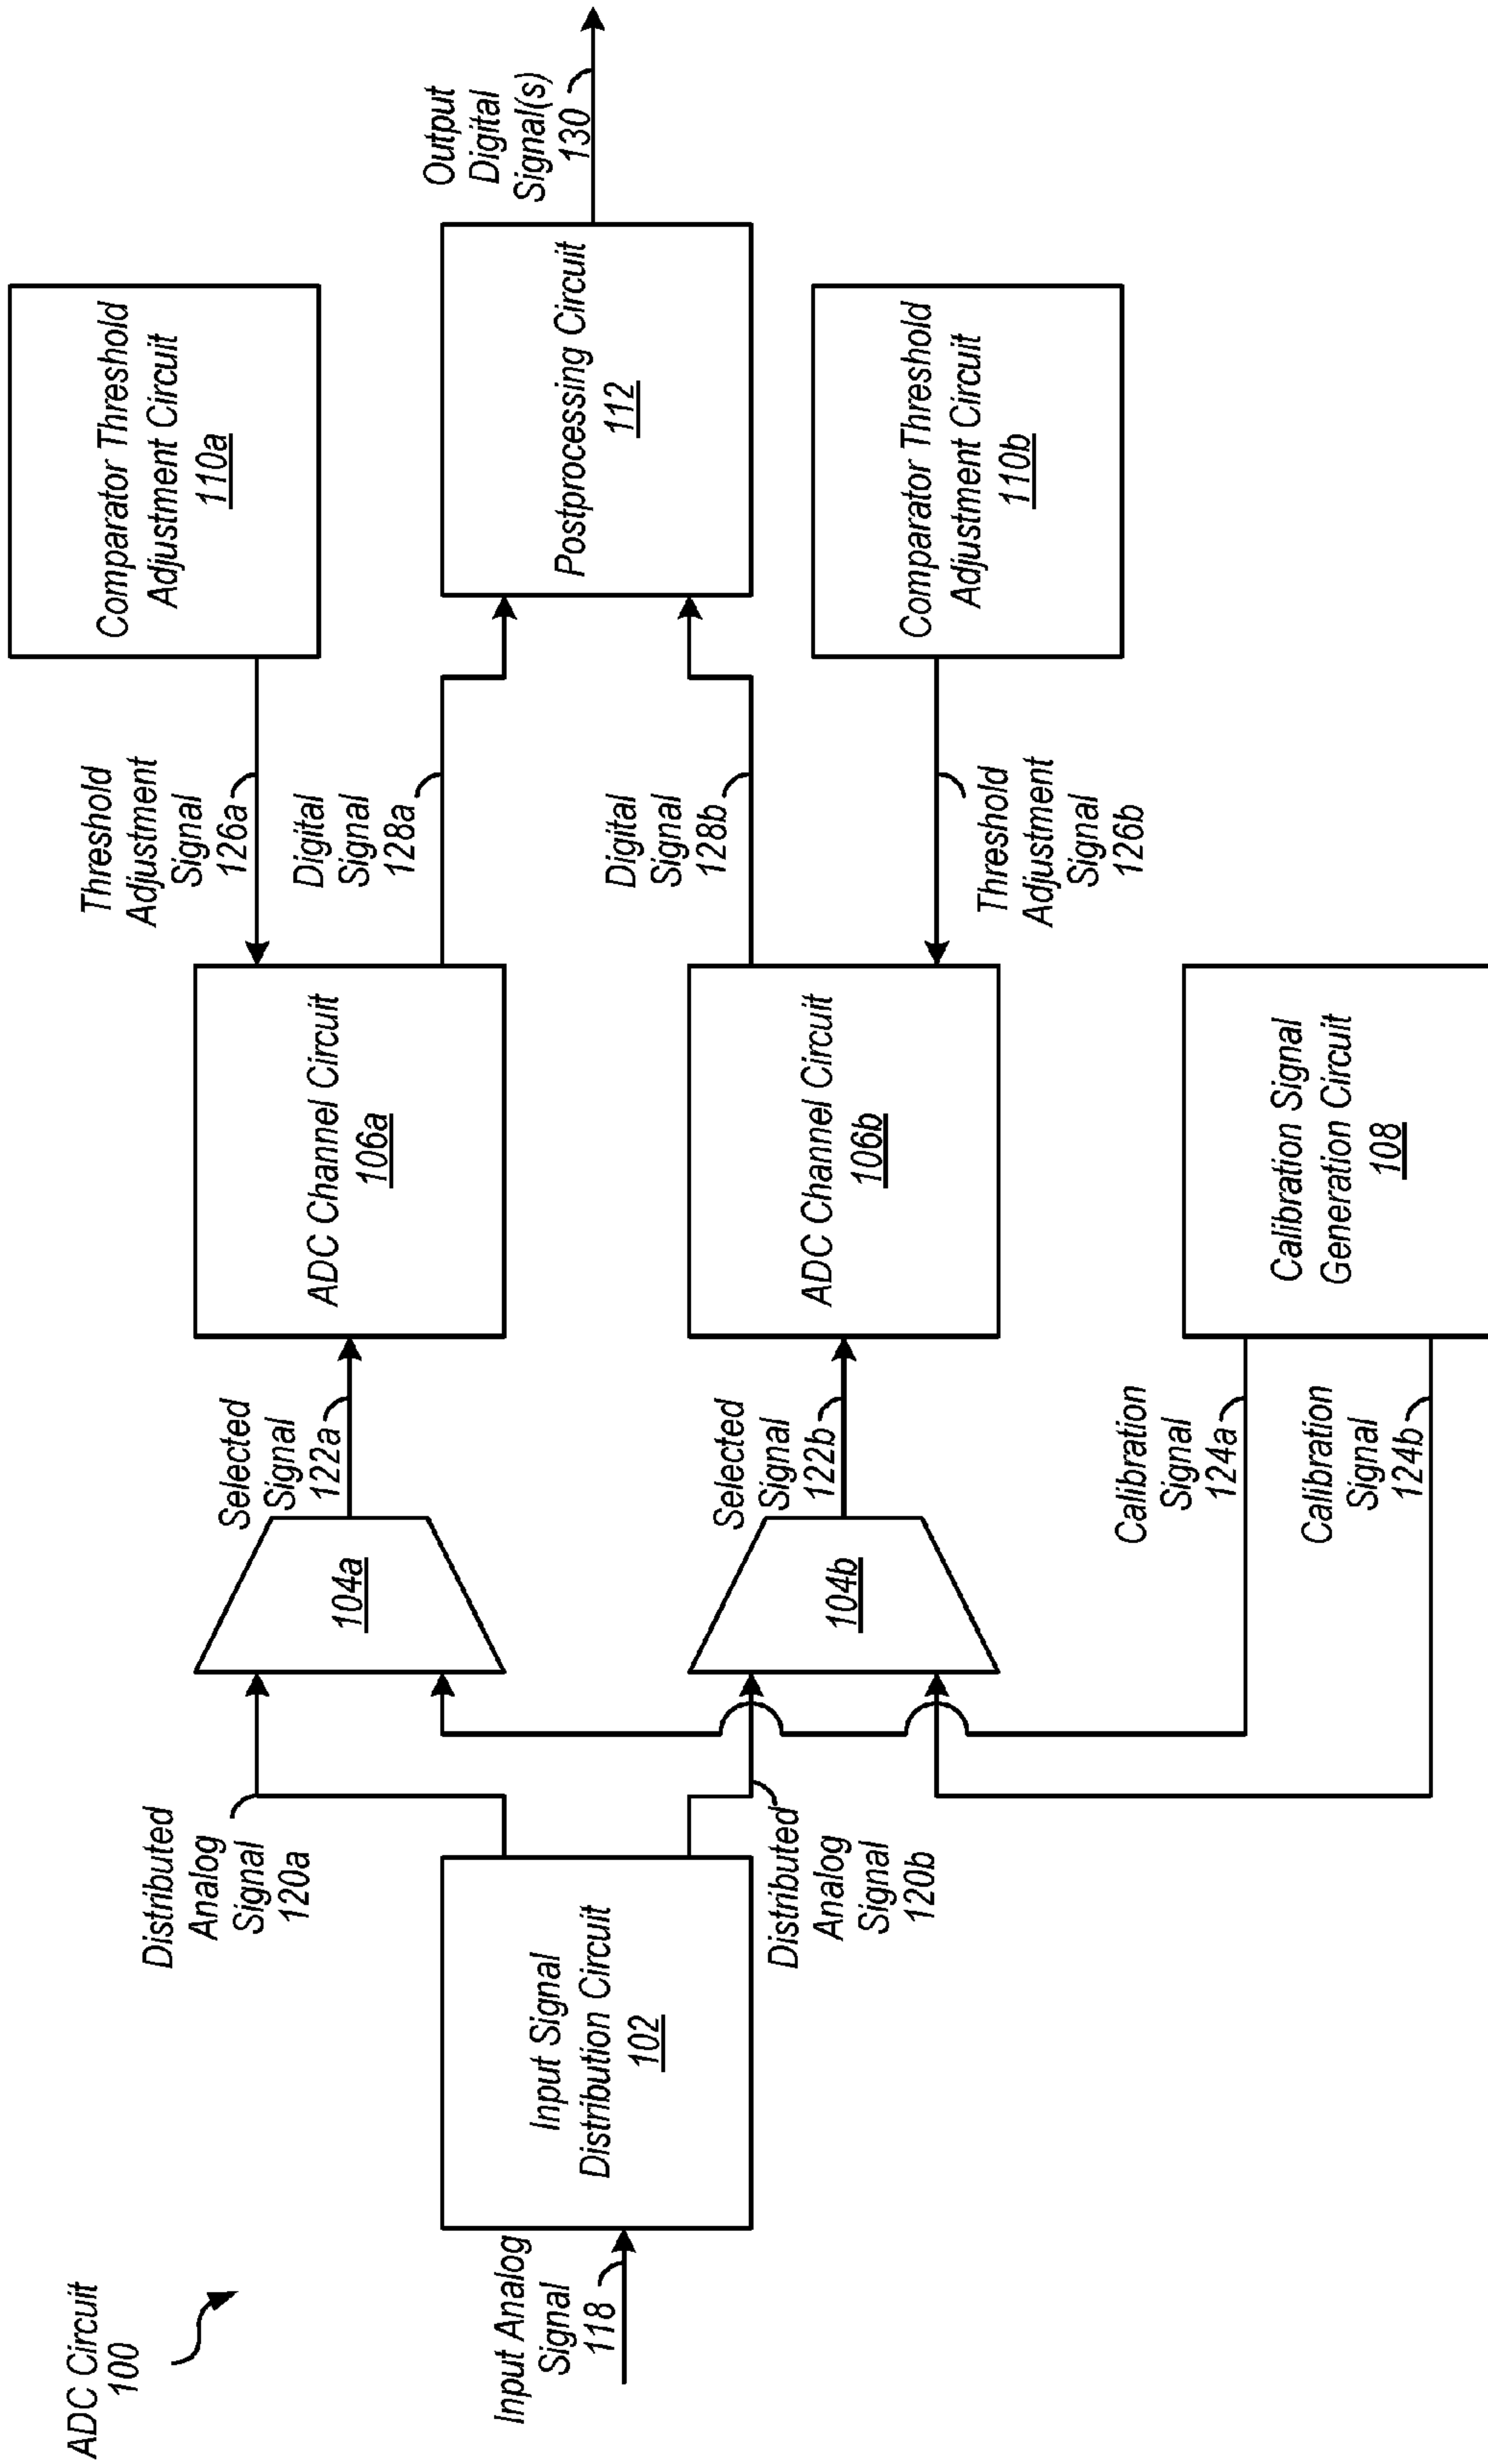 ADC Circuit
100
Input Analog
Signal
118
Input Signal
Distribution Circuit
102
Distributed
Analog
Signal
120a
Distributed
Analog
Signal
120b
104a
104b
Selected
Signal
122a
Selected
Signal
122b
Calibration
Signal
124a
Calibration
Signal
124b
ADC Channel Circuit
106a
ADC Channel Circuit
106b
Calibration Signal
Generation Circuit
108
Threshold
Adjustment
Signal
126a
Digital
Signal
128a
Digital
Signal
128b
Threshold
Adjustment
Signal
126b
Comparator Threshold
Adjustment Circuit
110a
Postprocessing Circuit
112
Comparator Threshold
Adjustment Circuit
110b
Output
Digital
Signal(s)
130